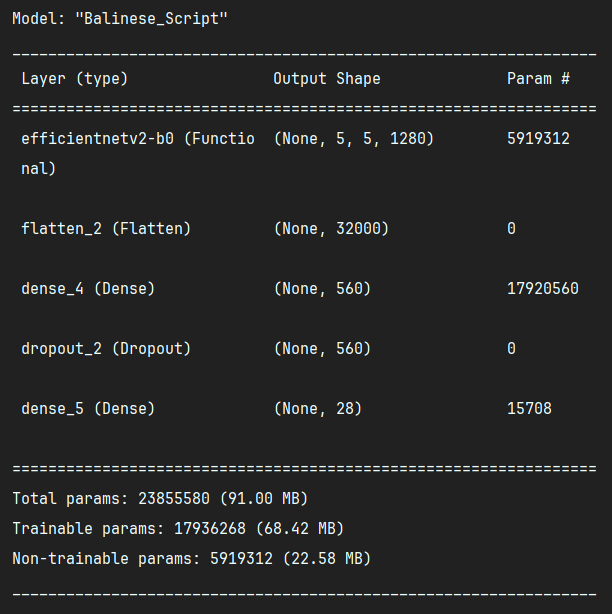 Model: "Balinese_Script"
_________________________________________________________________
Layer (type) Output Shape Param #
=================================================================
efficientnetv2-b0 (Functio (None, 5, 5, 1280) 5919312
nal)
flatten_2 (Flatten) (None, 32000) 0
dense_4 (Dense) (None, 560) 17920560
dropout_2 (Dropout) (None, 560) 0
dense_5 (Dense) (None, 28) 15708
=================================================================
Total params: 23855580 (91.00 MB)
Trainable params: 17936268 (68.42 MB)
Non-trainable params: 5919312 (22.58 MB)
_________________________________________________________________